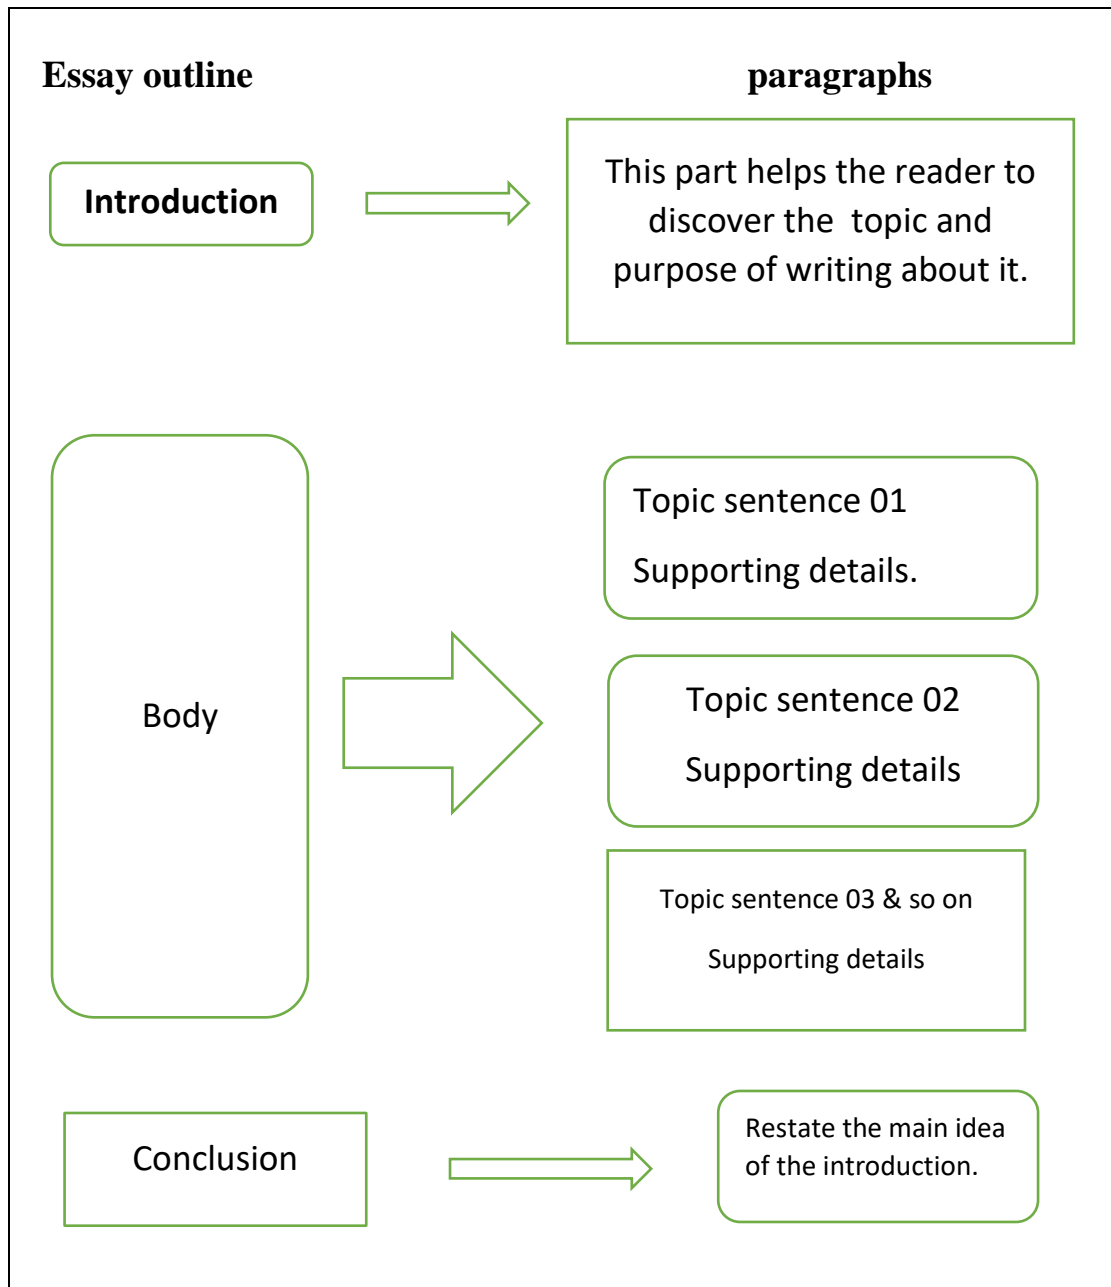 Essay outline
paragraphs
Introduction
This part helps the reader to
discover the  topic and
purpose of writing about it.
Body
Topic sentence 01
Supporting details.
Topic sentence 02
Supporting details
Topic sentence 03 & so on
Supporting details
Conclusion
Restate the main idea
of the introduction.